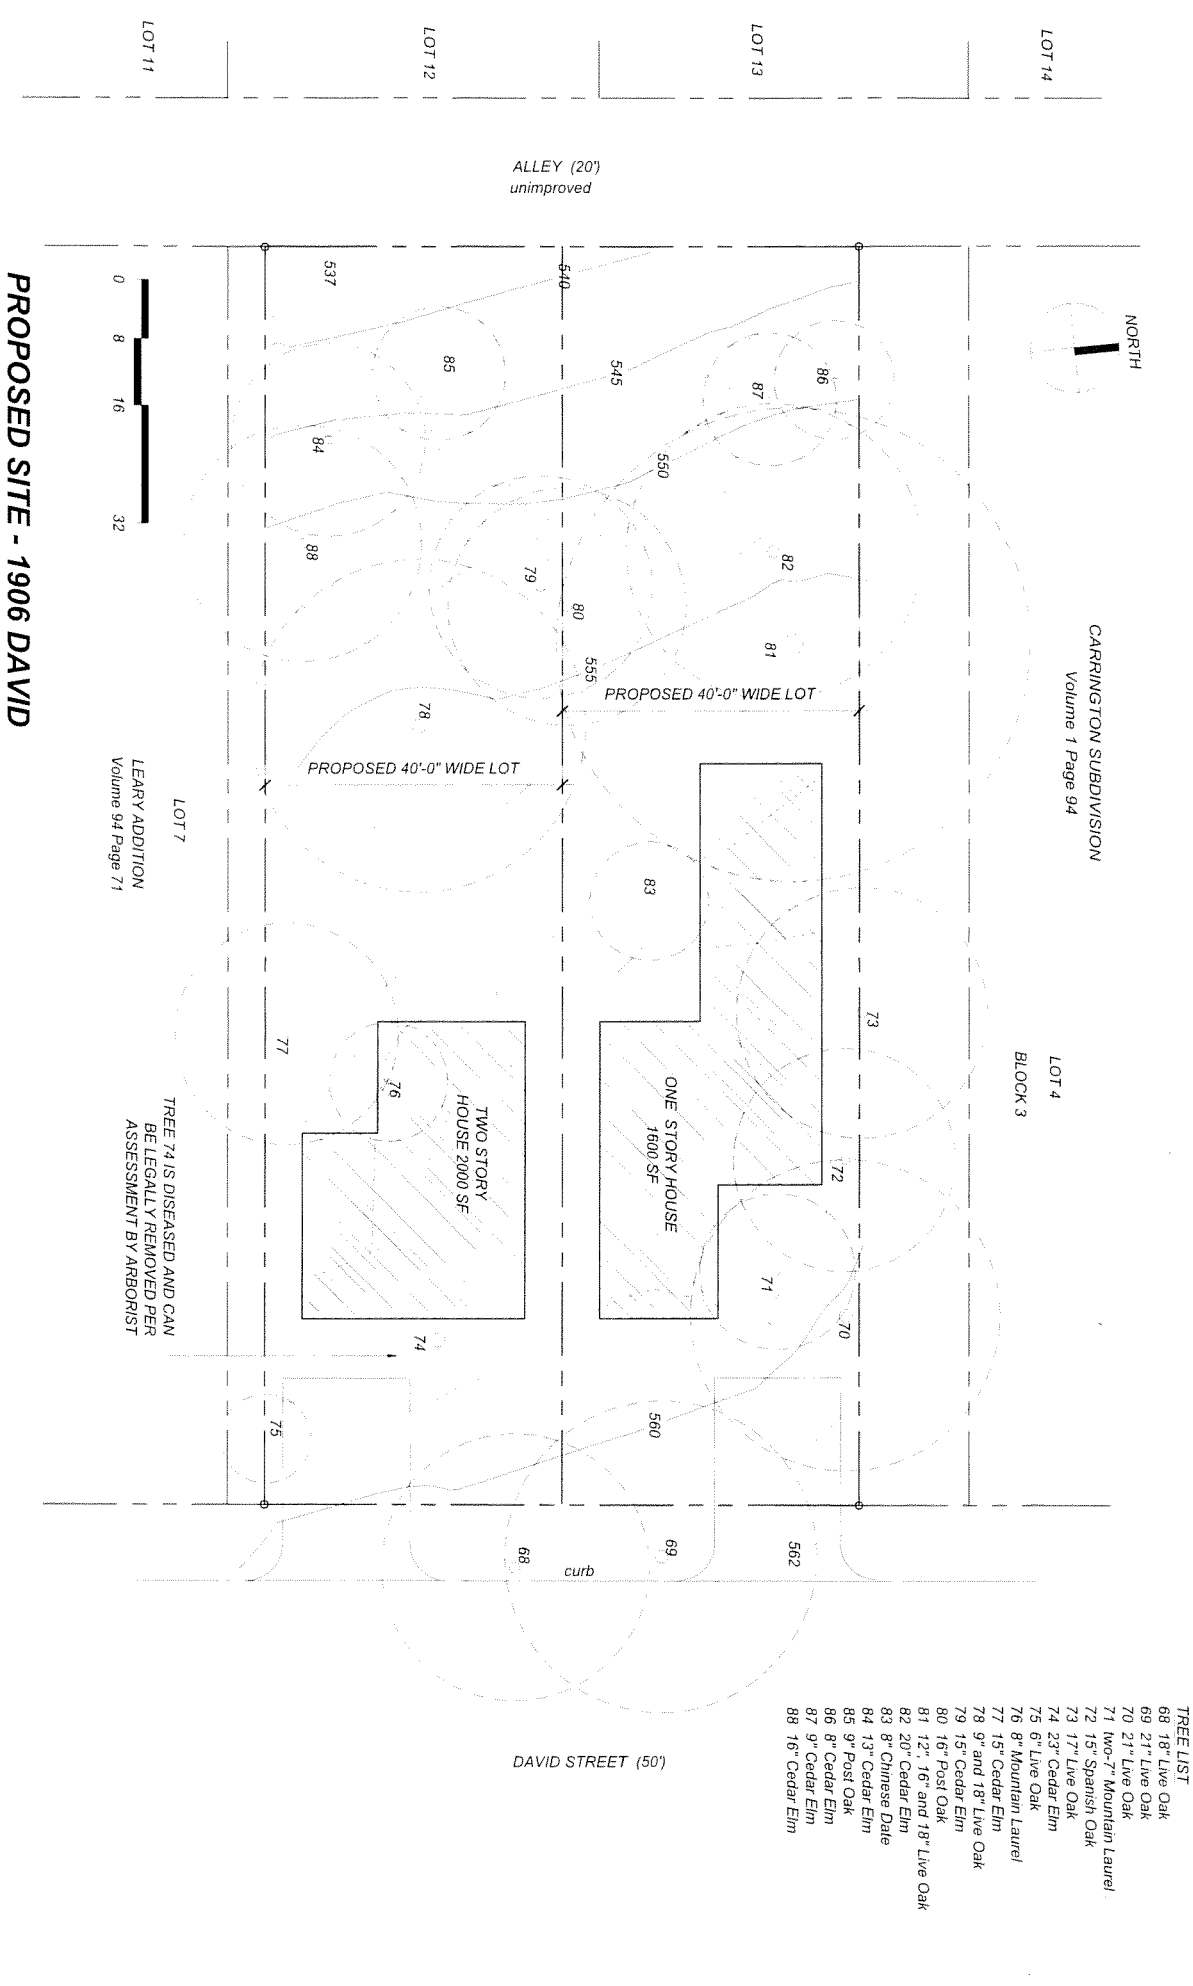 LOT 11
LOT 12
LOT 13
LOT 14
ALLEY (20')
unimproved
NORTH
537
540
545
550
555
560
562
85
84
88
86
87
82
79
80
81
78
83
73
72
77
76
71
70
74
75
68
69
0
8
16
32
PROPOSED SITE - 1906 DAVID
PROPOSED 40'-0" WIDE LOT
PROPOSED 40'-0" WIDE LOT
CARRINGTON SUBDIVISION
Volume 1 Page 94
LOT 4
BLOCK 3
LOT 7
LEARY ADDITION
Volume 94 Page 71
ONE STORY HOUSE
1600 SF
TWO STORY
HOUSE 2000 SF
TREE 74 IS DISEASED AND CAN
BE LEGALLY REMOVED PER
ASSESSMENT BY ARBORIST
curb
DAVID STREET (50')
TREE LIST
68 18" Live Oak
69 21" Live Oak
70 21" Live Oak
71 two-7" Mountain Laurel
72 15" Spanish Oak
73 17" Live Oak
74 23" Cedar Elm
75 6" Live Oak
76 8" Mountain Laurel
77 15" Cedar Elm
78 9" and 18" Live Oak
79 15" Cedar Elm
80 16" Post Oak
81 12", 16" and 18" Live Oak
82 20" Cedar Elm
83 8" Chinese Date
84 13" Cedar Elm
85 9" Post Oak
86 8" Cedar Elm
87 9" Cedar Elm
88 16" Cedar Elm